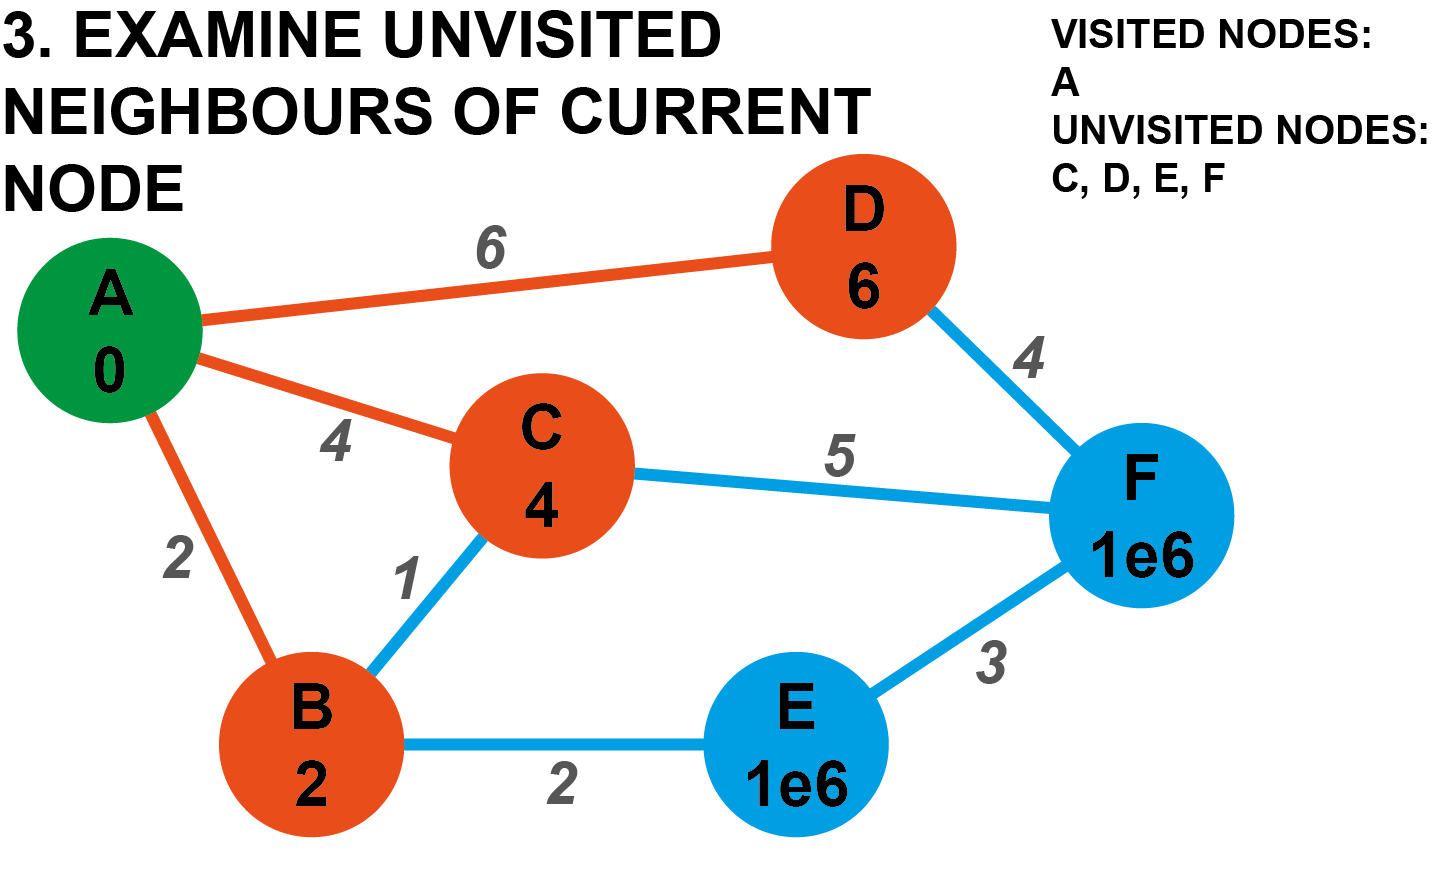 3. EXAMINE UNVISITED
NEIGHBOURS OF CURRENT
NODE
VISITED NODES:
A
UNVISITED NODES:
C, D, E, F
D
6
6
A
0
4
4
C
4
5
F
1e6
2
1
3
B
2
E
1e6
2